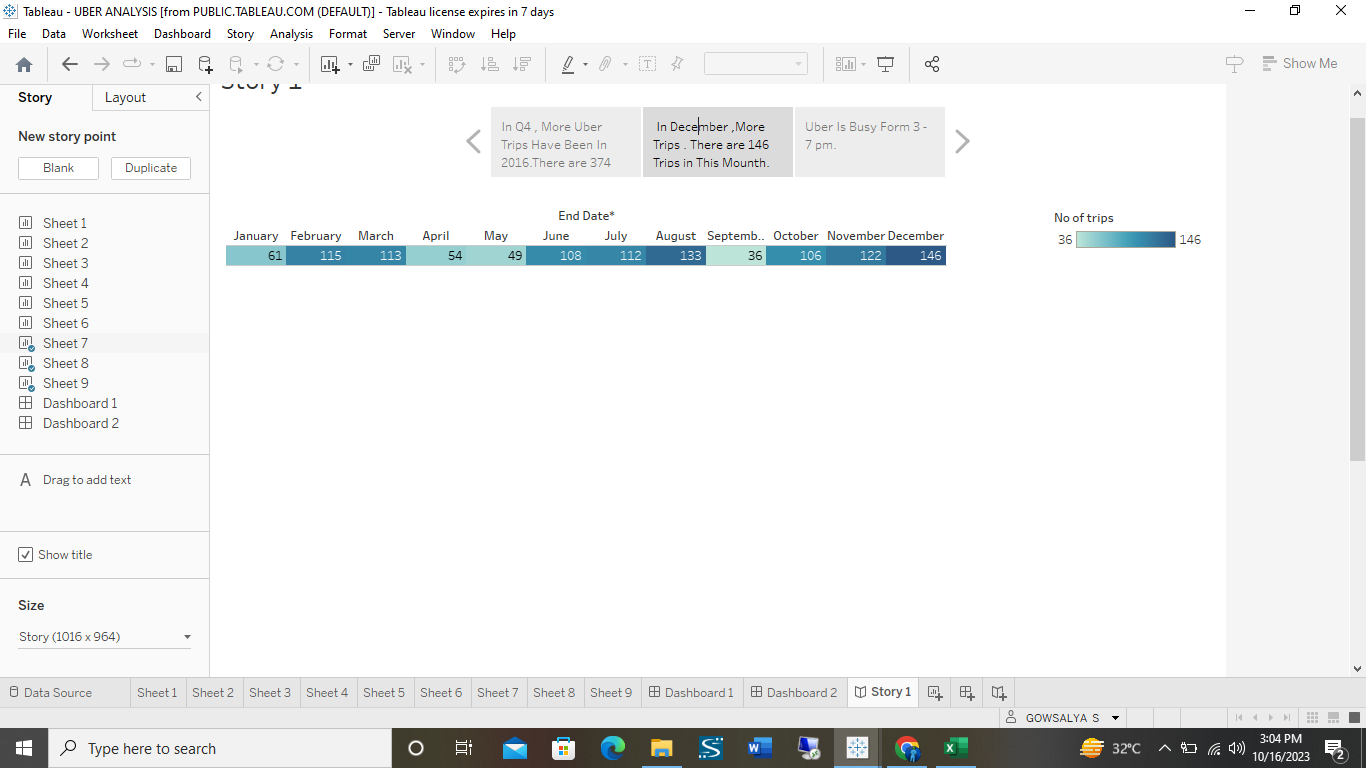 Tableau - UBER ANALYSIS [from PUBLIC.TABLEAU.COM (DEFAULT)] - Tableau license expires in 7 days
File Data Worksheet Dashboard Story Analysis Format Server Window Help
Show Me
Story Layout
Story 1
New story point
Blank Duplicate
In Q4 , More Uber
Trips Have Been In
2016.There are 374
In December ,More
Trips . There are 146
Trips in This Mounth.
Uber Is Busy Form 3 -
7 pm.
Sheet 1
Sheet 2
Sheet 3
Sheet 4
Sheet 5
Sheet 6
Sheet 7
Sheet 8
Sheet 9
Dashboard 1
Dashboard 2
End Date*
January February March April May June July August Septemb.. October November December
61 115 113 54 49 108 112 133 36 106 122 146
No of trips
36 146
A Drag to add text
Show title
Size
Story (1016 x 964)
Data Source Sheet 1 Sheet 2 Sheet 3 Sheet 4 Sheet 5 Sheet 6 Sheet 7 Sheet 8 Sheet 9 Dashboard 1 Dashboard 2 Story 1
GOWSALYA S
Type here to search
32°C
3:04 PM
10/16/2023
2